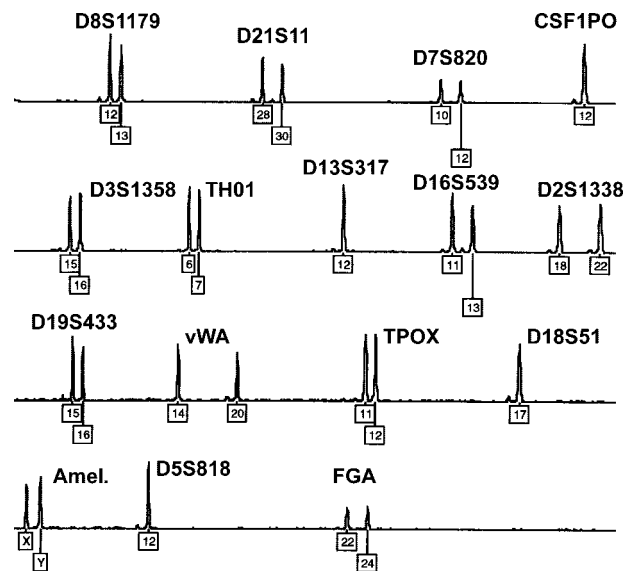 D8S1179 D21S11 D7S820 CSF1PO
12 28 10 12
13 30 12
D3S1358 TH01 D13S317 D16S539 D2S1338
15 6 12 11 18 22
16 7 13
D19S433 vWA TPOX D18S51
15 14 20 11 17
16 12
Amel. D5S818 FGA
X 12 22
Y 24